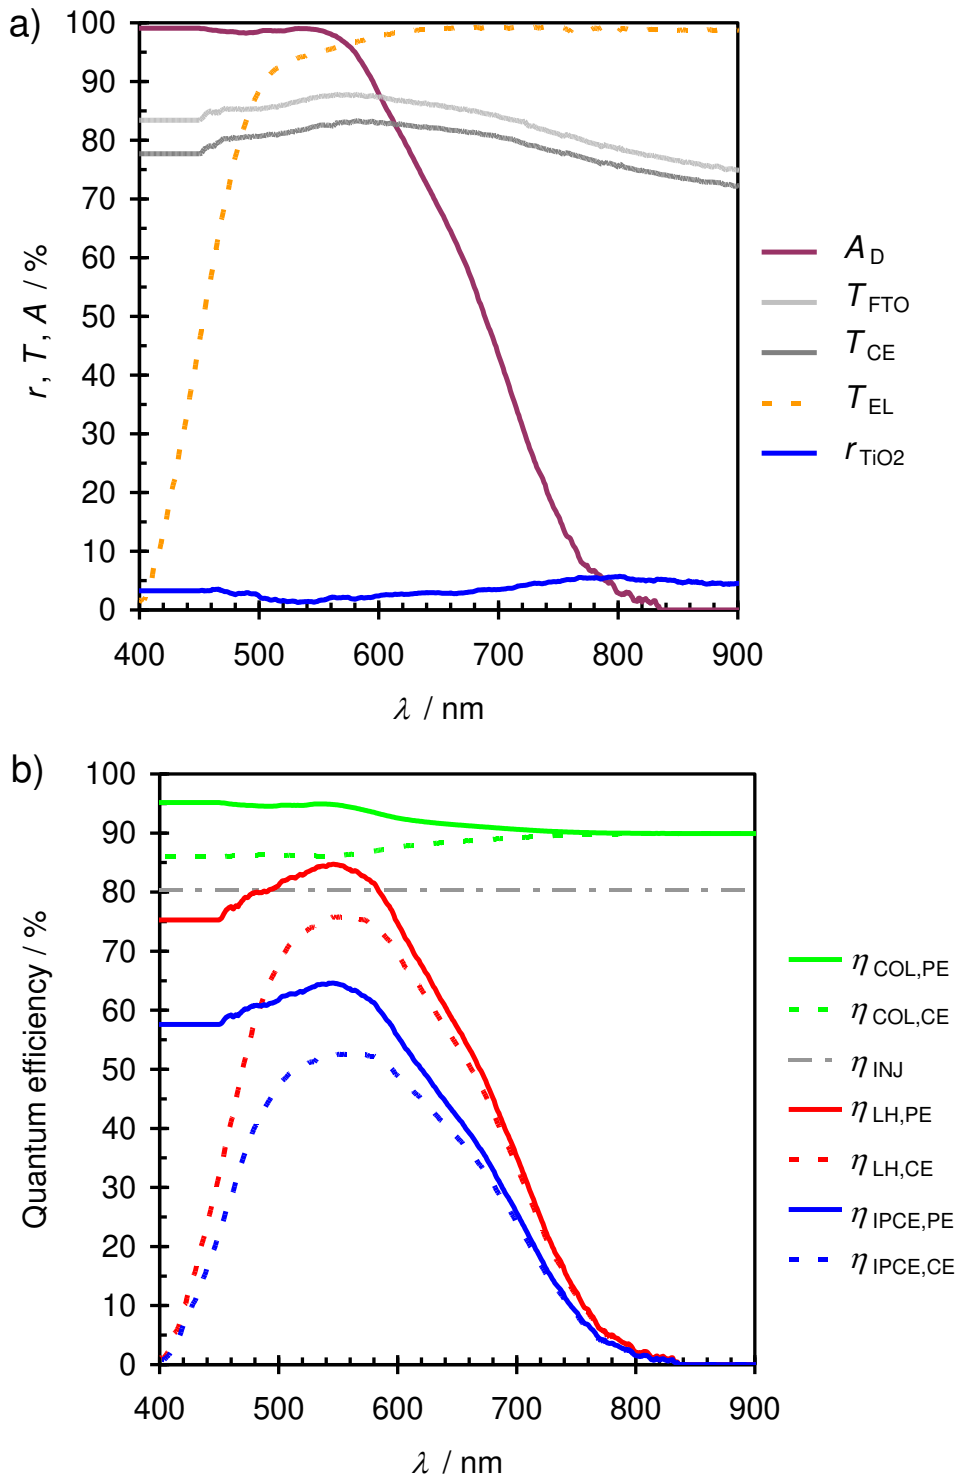 a)
100
90
80
70
60
50
40
30
20
10
0
r, T, A / %
400 500 600 700 800 900
λ / nm
A D
T FTO
T CE
T EL
r TiO2
b)
100
90
80
70
60
50
40
30
20
10
0
Quantum efficiency / %
400 500 600 700 800 900
λ / nm
η COL,PE
η COL,CE
η INJ
η LH,PE
η LH,CE
η IPCE,PE
η IPCE,CE